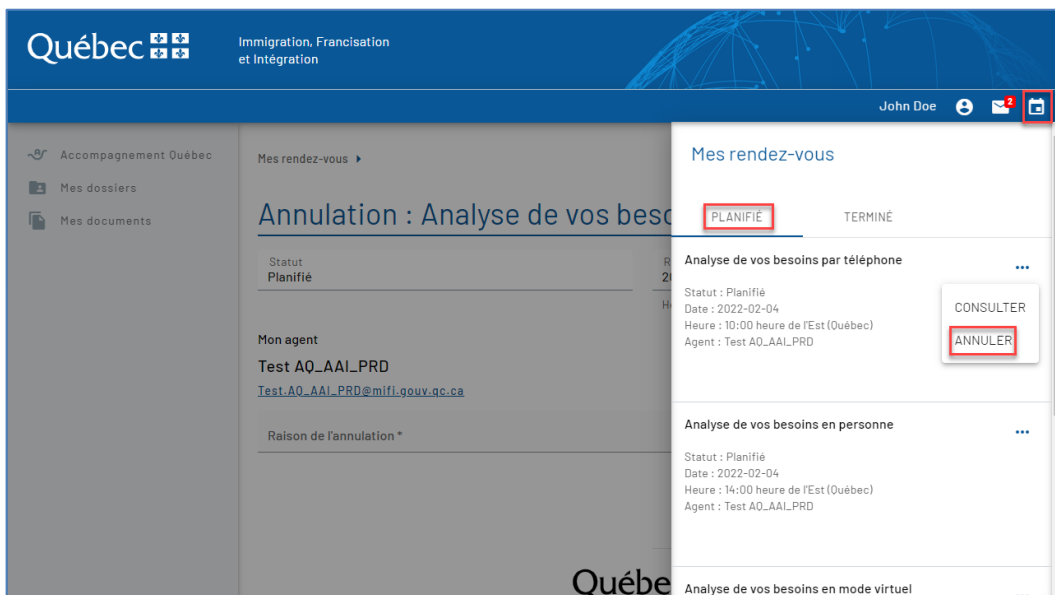 Québec
Immigration, Francisation
et Intégration
John Doe
2
Accompagnement Québec
Mes dossiers
Mes documents
Mes rendez-vous
Annulation : Analyse de vos beso
Statut
Planifié
R
20
He
Mon agent
Test AQ_AAI_PRD
Test.AQ_AAI_PRD@mifi.gouv.qc.ca
Raison de l'annulation *
Québe
Mes rendez-vous
PLANIFIÉ
TERMINÉ
Analyse de vos besoins par téléphone
Statut : Planifié
Date : 2022-02-04
Heure : 10:00 heure de l'Est (Québec)
Agent : Test AQ_AAI_PRD
CONSULTER
ANNULER
Analyse de vos besoins en personne
Statut : Planifié
Date : 2022-02-04
Heure : 14:00 heure de l'Est (Québec)
Agent : Test AQ_AAI_PRD
Analyse de vos besoins en mode virtuel